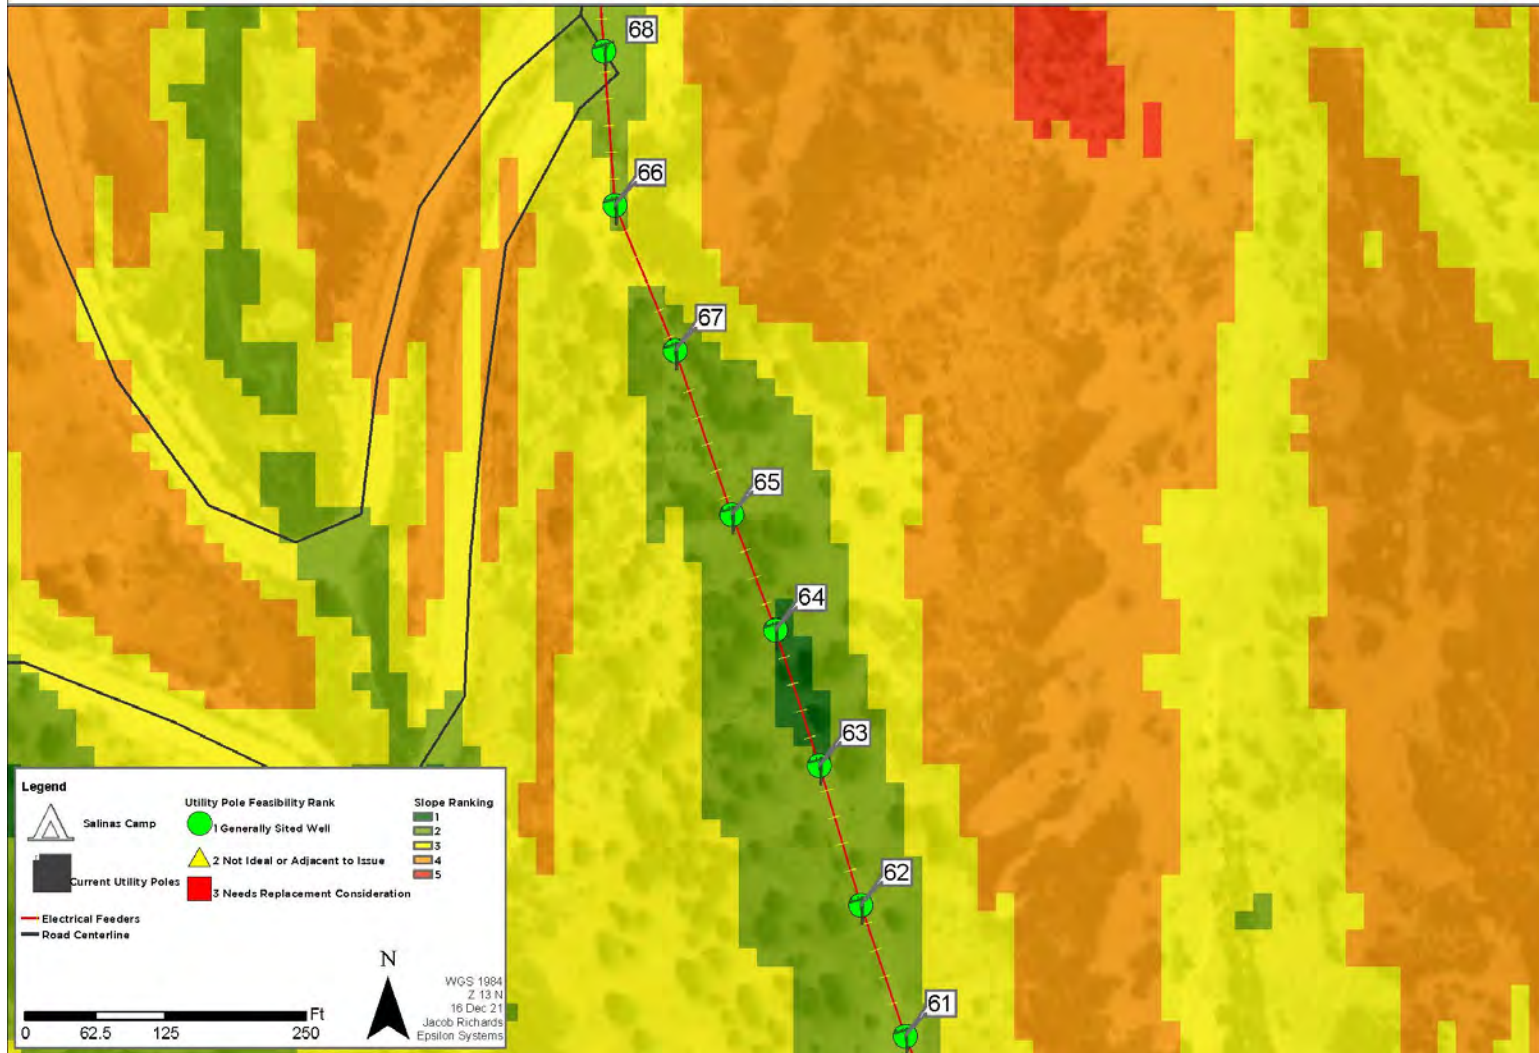 68
66
67
65
64
63
62
61
Legend
Salinas Camp
Current Utility Poles
Electrical Feeders
Road Centerline
Utility Pole Feasibility Rank
1 Generally Sited Well
2 Not Ideal or Adjacent to Issue
3 Needs Replacement Consideration
Slope Ranking
1
2
3
4
5
N
Ft
0 62.5 125 250
WGS 1984
Z 13 N
16 Dec 21
Jacob Richards
Epsilon Systems